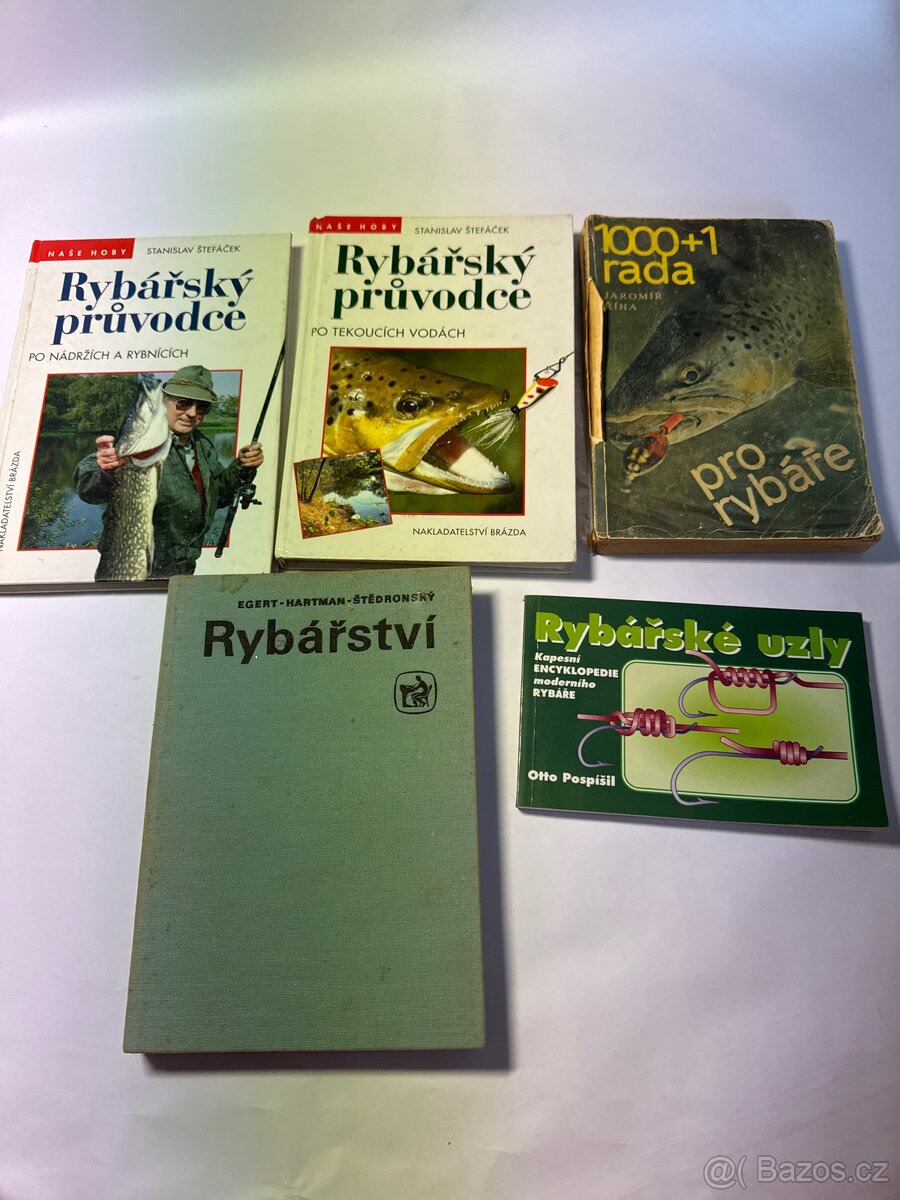 NAŠE HOBY
STANISLAV ŠTEFÁČEK
Rybářský
průvodce
PO NÁDRŽÍCH A RYBNÍCÍCH
NAKLADATELSTVÍ BRÁZDA
NAŠE HOBY
STANISLAV ŠTEFÁČEK
Rybářský
průvodce
PO TEKOUCÍCH VODÁCH
NAKLADATELSTVÍ BRÁZDA
1000+1
rada
JAROMÍR
ŘÍHA
pro
rybáře
EGERT-HARTMAN-ŠTĚDRONSKÝ
Rybářství
Rybářské uzly
Kapesní
ENCYKLOPEDIE
moderního
RYBÁŘE
Otto Pospíšil
@( Bazos.cz